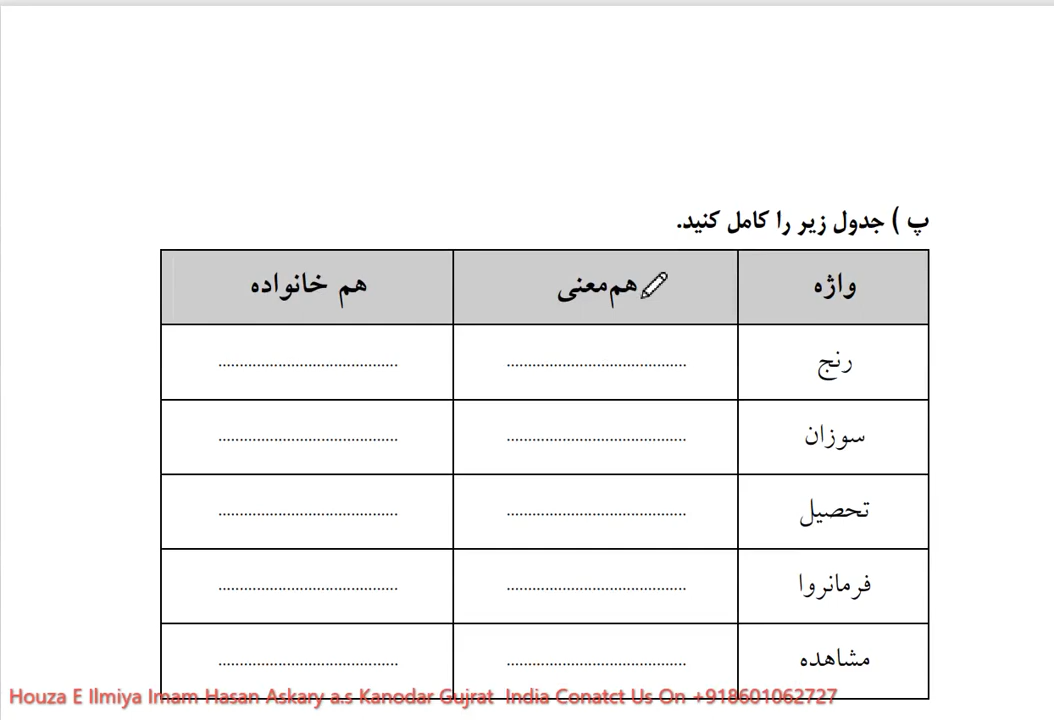 پ ) جدول زیر را کامل کنید.
واژه هم‌معنی هم خانواده
رنج ........................................ ........................................
سوزان ........................................ ........................................
تحصیل ........................................ ........................................
فرمانروا ........................................ ........................................
مشاهده ........................................ ........................................
Houza E Ilmiya Imam Hasan Askary a.s Kanodar Gujrat India Conatct Us On +918601062727